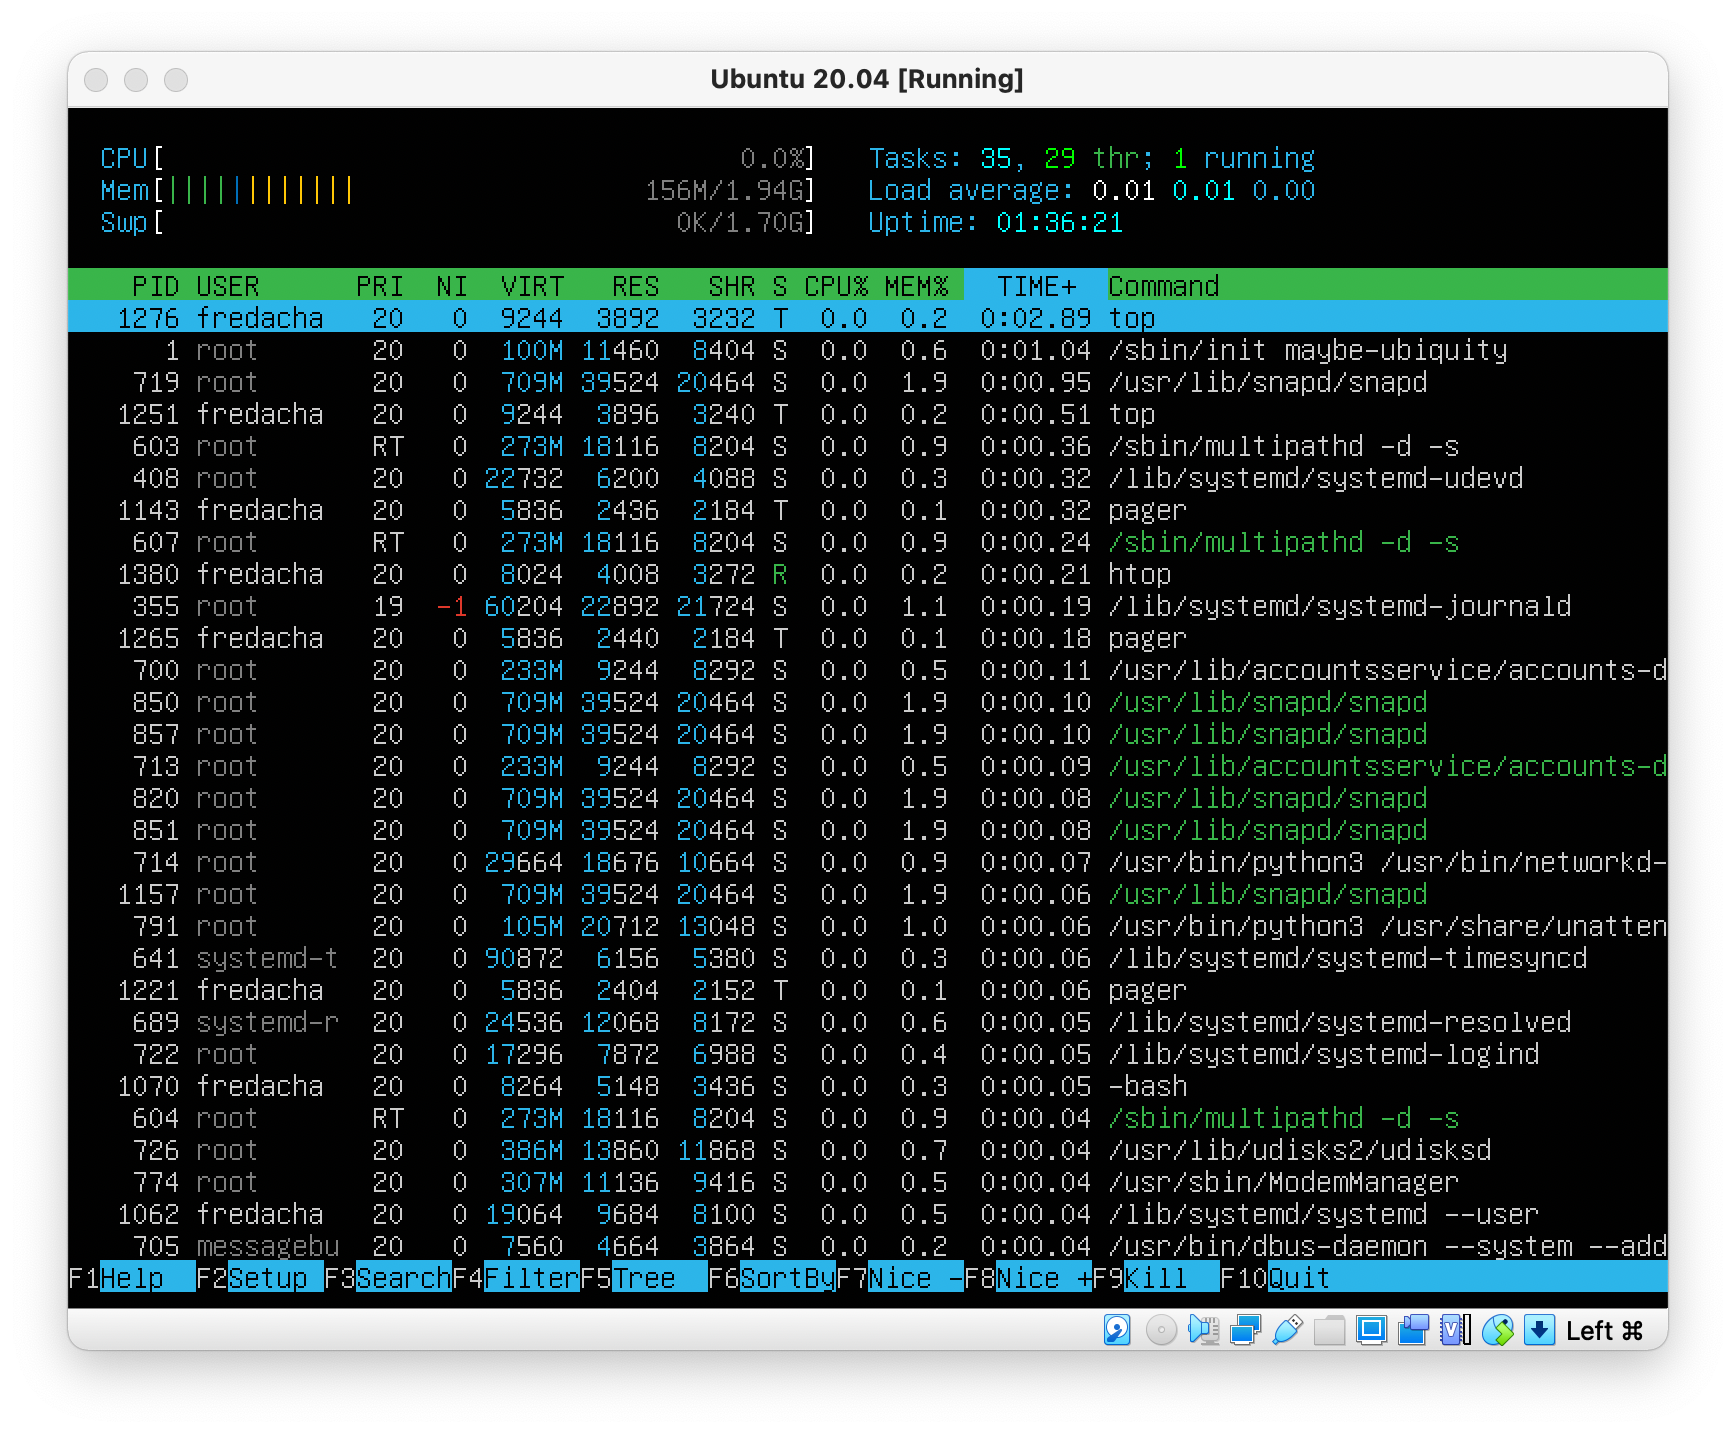 Ubuntu 20.04 [Running]
CPU[ 0.0%] Tasks: 35, 29 thr; 1 running
Mem[||||||||||||| 156M/1.94G] Load average: 0.01 0.01 0.00
Swp[ 0K/1.70G] Uptime: 01:36:21
PID USER PRI NI VIRT RES SHR S CPU% MEM% TIME+ Command
1276 fredacha 20 0 9244 3892 3232 T 0.0 0.2 0:02.89 top
1 root 20 0 100M 11460 8404 S 0.0 0.6 0:01.04 /sbin/init maybe-ubiquity
719 root 20 0 709M 39524 20464 S 0.0 1.9 0:00.95 /usr/lib/snapd/snapd
1251 fredacha 20 0 9244 3896 3240 T 0.0 0.2 0:00.51 top
603 root RT 0 273M 18116 8204 S 0.0 0.9 0:00.36 /sbin/multipathd -d -s
408 root 20 0 22732 6200 4088 S 0.0 0.3 0:00.32 /lib/systemd/systemd-udevd
1143 fredacha 20 0 5836 2436 2184 T 0.0 0.1 0:00.32 pager
607 root RT 0 273M 18116 8204 S 0.0 0.9 0:00.24 /sbin/multipathd -d -s
1380 fredacha 20 0 8024 4008 3272 R 0.0 0.2 0:00.21 htop
355 root 19 -1 60204 22892 21724 S 0.0 1.1 0:00.19 /lib/systemd/systemd-journald
1265 fredacha 20 0 5836 2440 2184 T 0.0 0.1 0:00.18 pager
700 root 20 0 233M 9244 8292 S 0.0 0.5 0:00.11 /usr/lib/accountsservice/accounts-d
850 root 20 0 709M 39524 20464 S 0.0 1.9 0:00.10 /usr/lib/snapd/snapd
857 root 20 0 709M 39524 20464 S 0.0 1.9 0:00.10 /usr/lib/snapd/snapd
713 root 20 0 233M 9244 8292 S 0.0 0.5 0:00.09 /usr/lib/accountsservice/accounts-d
820 root 20 0 709M 39524 20464 S 0.0 1.9 0:00.08 /usr/lib/snapd/snapd
851 root 20 0 709M 39524 20464 S 0.0 1.9 0:00.08 /usr/lib/snapd/snapd
714 root 20 0 29664 18676 10664 S 0.0 0.9 0:00.07 /usr/bin/python3 /usr/bin/networkd-
1157 root 20 0 709M 39524 20464 S 0.0 1.9 0:00.06 /usr/lib/snapd/snapd
791 root 20 0 105M 20712 13048 S 0.0 1.0 0:00.06 /usr/bin/python3 /usr/share/unatten
641 systemd-t 20 0 90872 6156 5380 S 0.0 0.3 0:00.06 /lib/systemd/systemd-timesyncd
1221 fredacha 20 0 5836 2404 2152 T 0.0 0.1 0:00.06 pager
689 systemd-r 20 0 24536 12068 8172 S 0.0 0.6 0:00.05 /lib/systemd/systemd-resolved
722 root 20 0 17296 7872 6988 S 0.0 0.4 0:00.05 /lib/systemd/systemd-logind
1070 fredacha 20 0 8264 5148 3436 S 0.0 0.3 0:00.05 -bash
604 root RT 0 273M 18116 8204 S 0.0 0.9 0:00.04 /sbin/multipathd -d -s
726 root 20 0 386M 13860 11868 S 0.0 0.7 0:00.04 /usr/lib/udisks2/udisksd
774 root 20 0 307M 11136 9416 S 0.0 0.5 0:00.04 /usr/sbin/ModemManager
1062 fredacha 20 0 19064 9684 8100 S 0.0 0.5 0:00.04 /lib/systemd/systemd --user
705 messagebu 20 0 7560 4664 3864 S 0.0 0.2 0:00.04 /usr/bin/dbus-daemon --system --add
F1Help F2Setup F3SearchF4FilterF5Tree F6SortByF7Nice -F8Nice +F9Kill F10Quit
Left ⌘